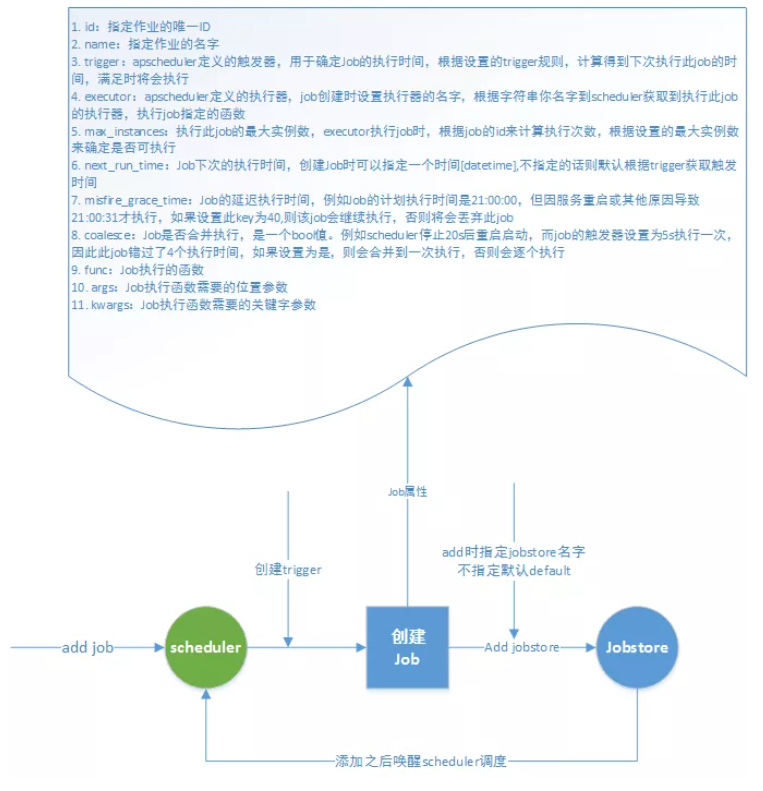 1. id：指定作业的唯一ID
2. name：指定作业的名字
3. trigger：apscheduler定义的触发器，用于确定Job的执行时间，根据设置的trigger规则，计算得到下次执行此job的时
间，满足时将会执行
4. executor：apscheduler定义的执行器，job创建时设置执行器的名字，根据字符串你名字到scheduler获取到执行此job
的执行器，执行job指定的函数
5. max_instances：执行此job的最大实例数，executor执行job时，根据job的id来计算执行次数，根据设置的最大实例数
来确定是否可执行
6. next_run_time：Job下次的执行时间，创建Job时可以指定一个时间[datetime],不指定的话则默认根据trigger获取触发
时间
7. misfire_grace_time：Job的延迟执行时间，例如Job的计划执行时间是21:00:00，但因服务重启或其他原因导致
21:00:31才执行，如果设置此key为40,则该job会继续执行，否则将会丢弃此job
8. coalesce：Job是否合并执行，是一个bool值。例如scheduler停止20s后重启启动，而job的触发器设置为5s执行一次，
因此此job错过了4个执行时间，如果设置为是，则会合并到一次执行，否则会逐个执行
9. func：Job执行的函数
10. args：Job执行函数需要的位置参数
11. kwargs：Job执行函数需要的关键字参数
Job属性
add时指定jobstore名字
不指定默认default
创建trigger
add job
scheduler
创建
Job
Add jobstore
Jobstore
添加之后唤醒scheduler调度